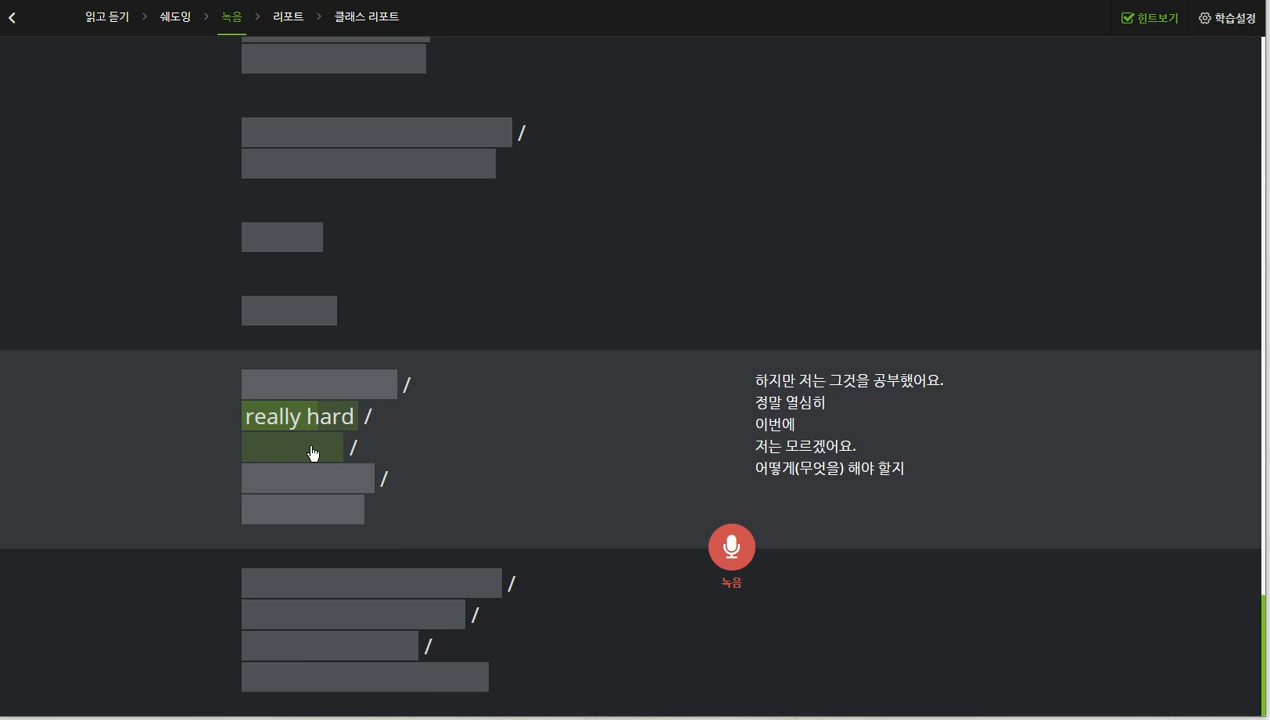 읽고 듣기 > 쉐도잉 > 녹음 > 리포트 > 클래스 리포트
힌트보기
학습설정
/
/
하지만 저는 그것을 공부했어요.
really hard /
정말 열심히
/
이번에
/
저는 모르겠어요.
어떻게(무엇을) 해야 할지
녹음
/
/
/